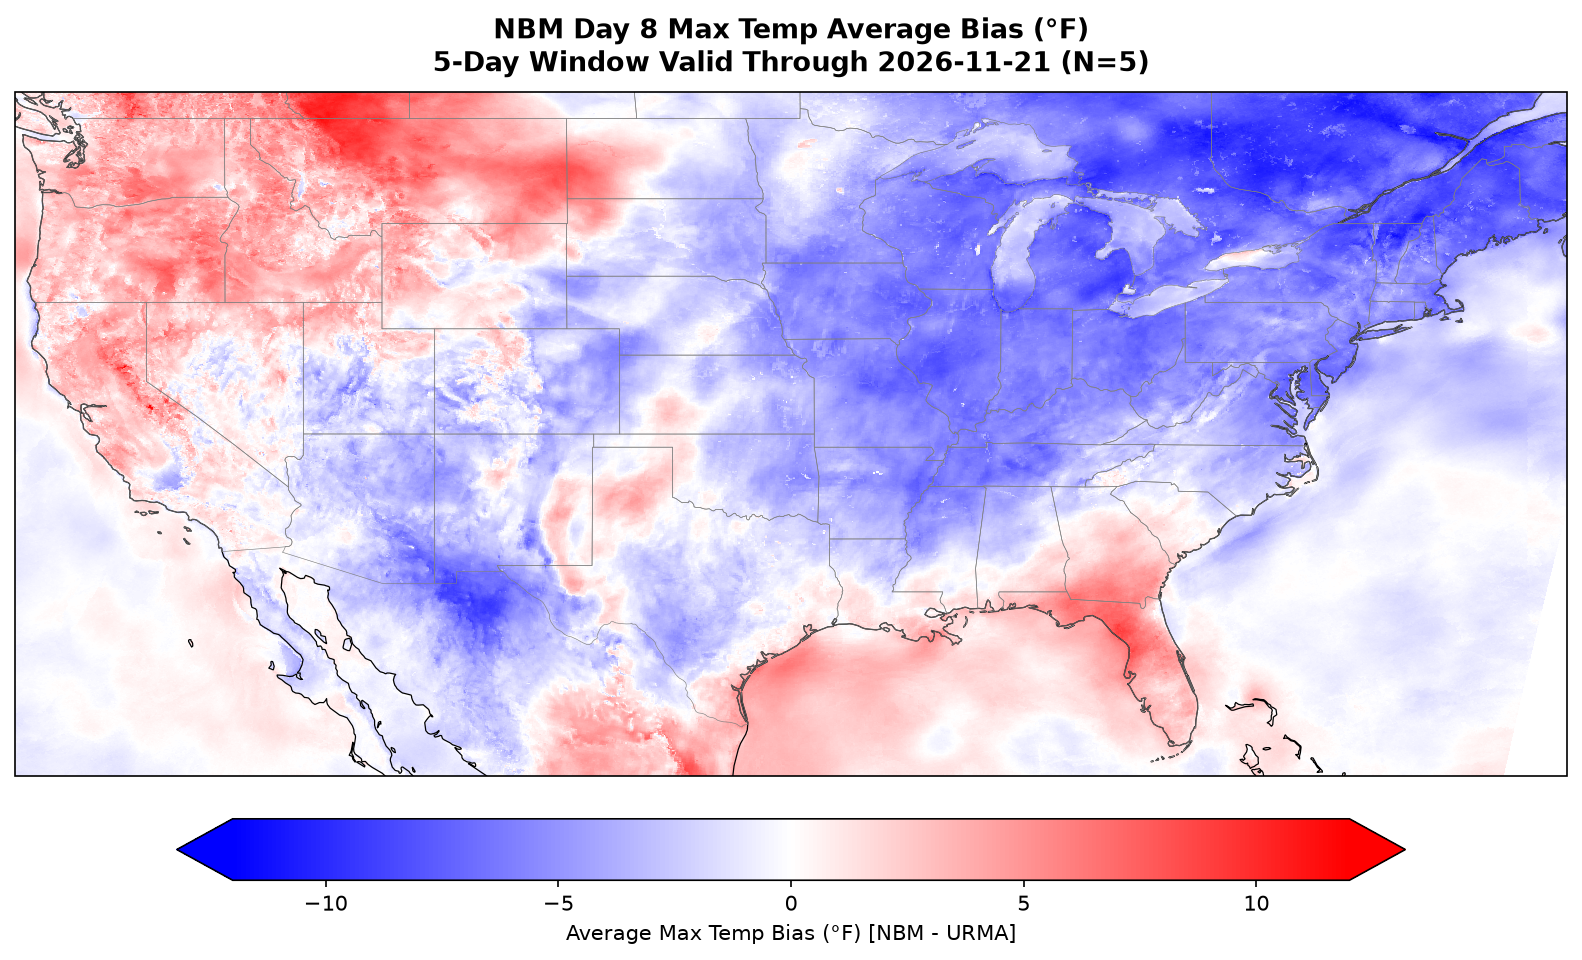 NBM Day 8 Max Temp Average Bias (°F)
5-Day Window Valid Through 2026-11-21 (N=5)
−10 −5 0 5 10
Average Max Temp Bias (°F) [NBM - URMA]